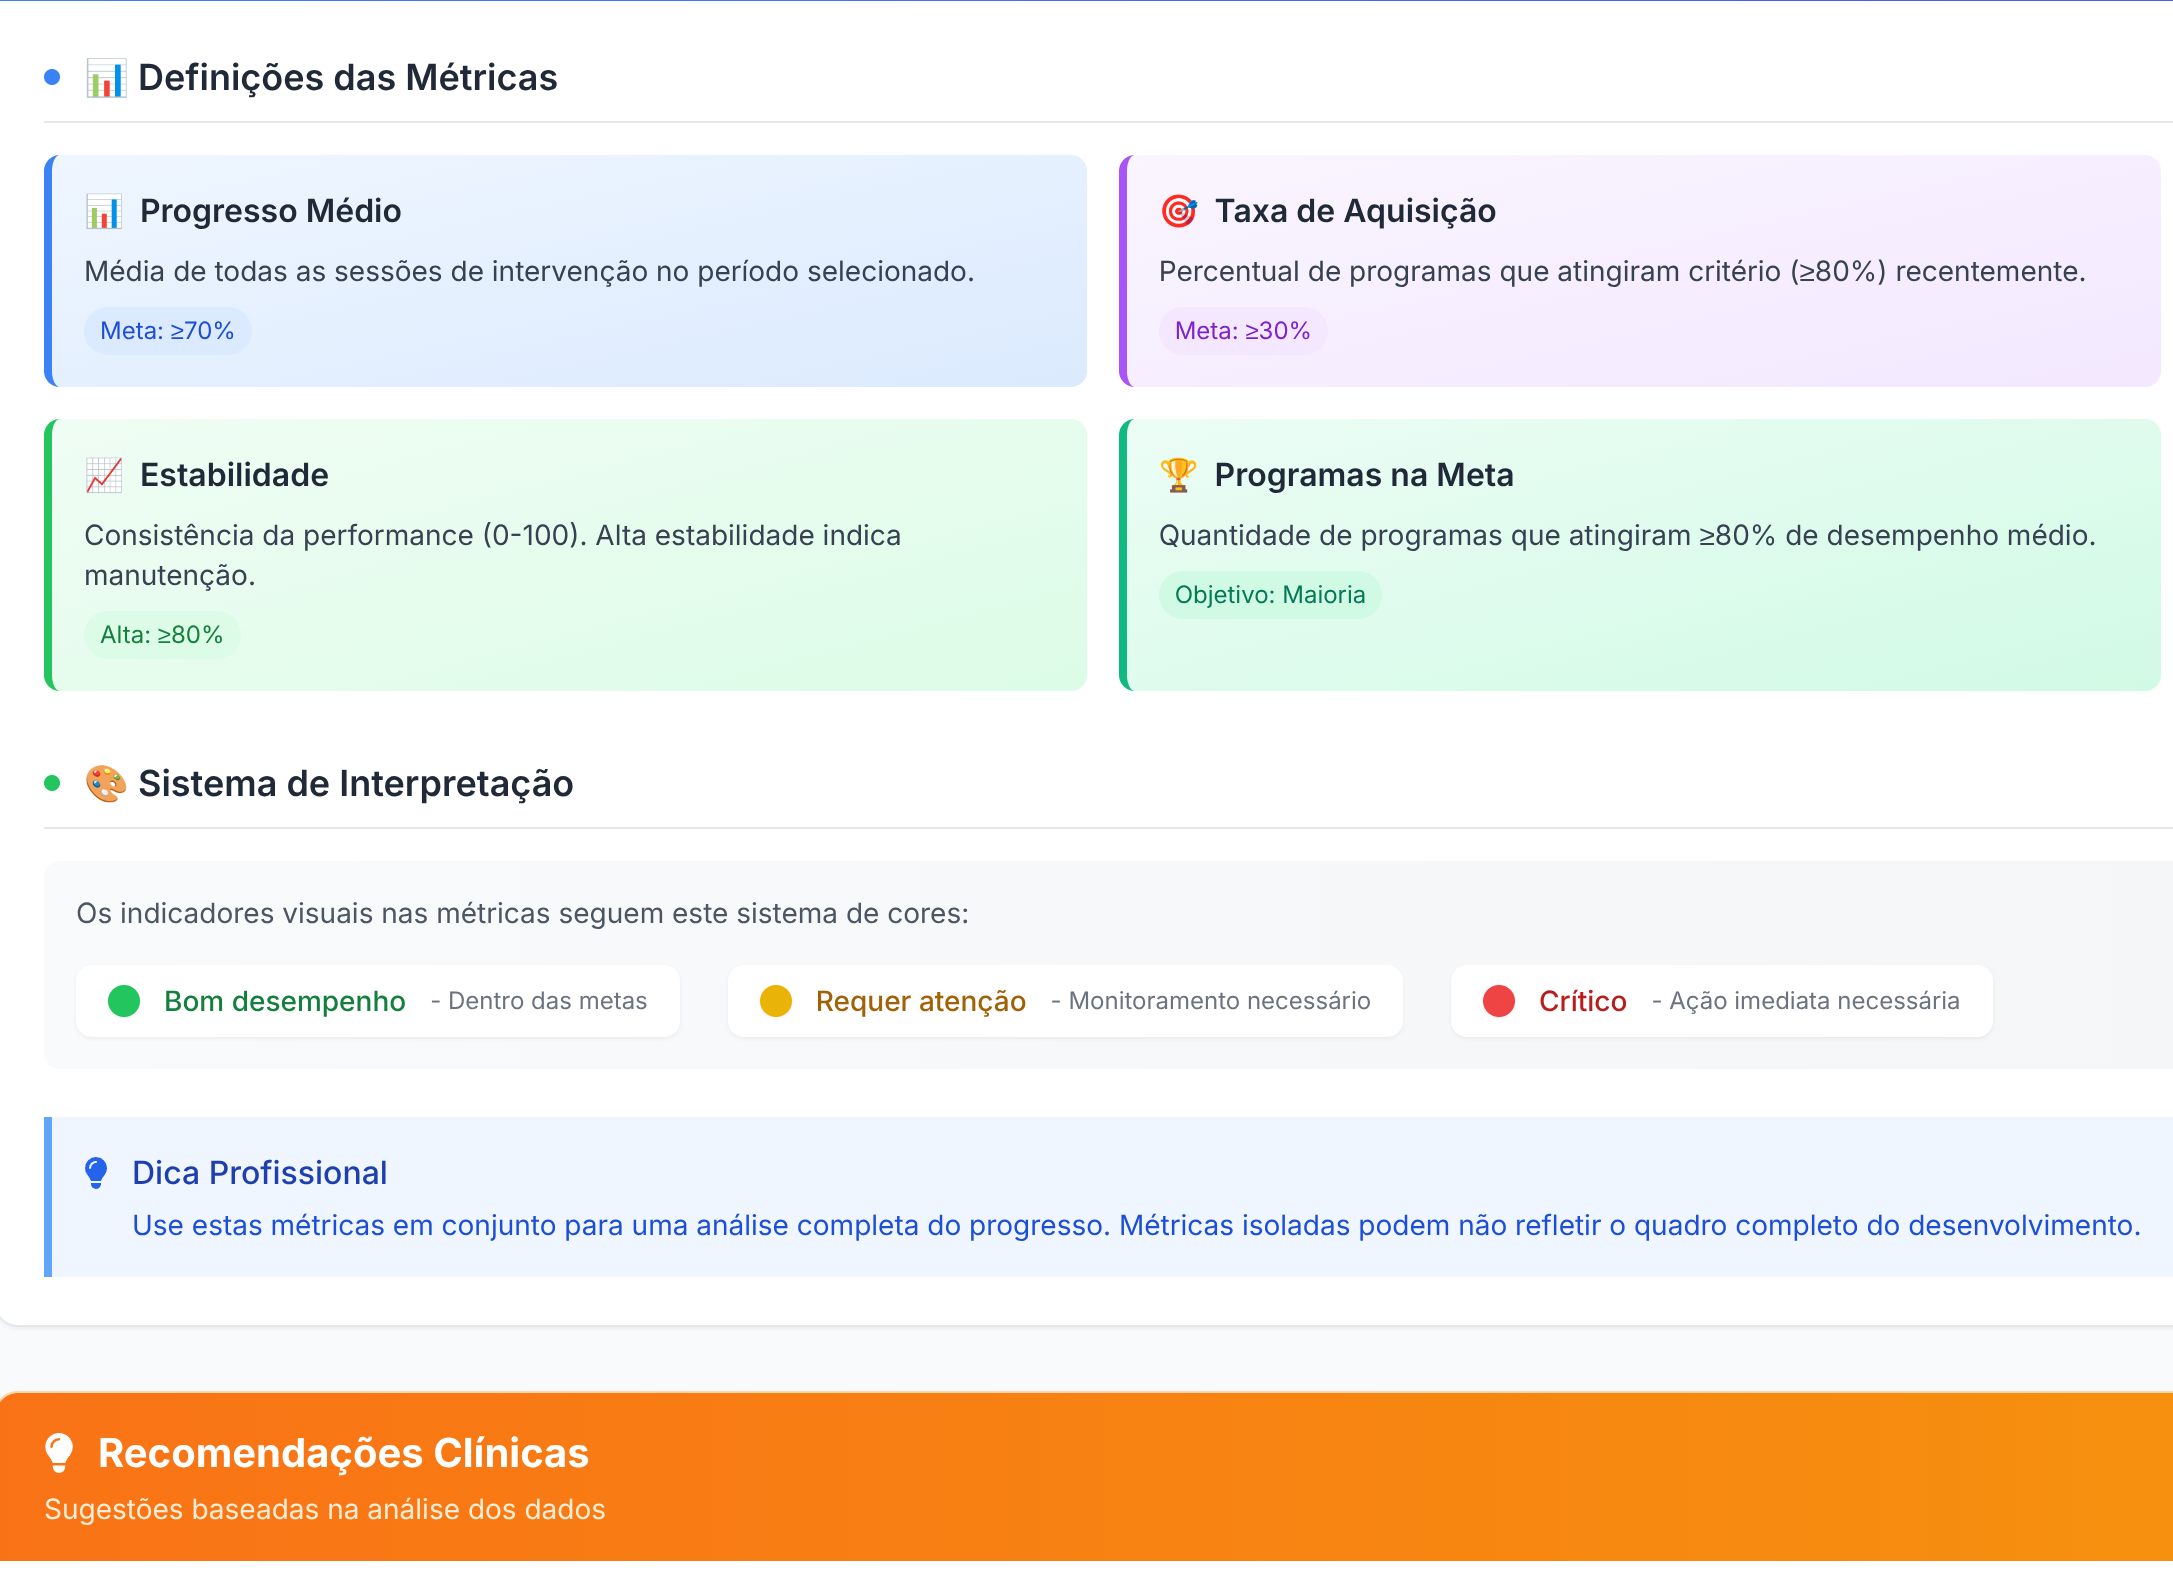 Definições das Métricas
Progresso Médio
Média de todas as sessões de intervenção no período selecionado.
Meta: ≥70%
Taxa de Aquisição
Percentual de programas que atingiram critério (≥80%) recentemente.
Meta: ≥30%
Estabilidade
Consistência da performance (0-100). Alta estabilidade indica
manutenção.
Alta: ≥80%
Programas na Meta
Quantidade de programas que atingiram ≥80% de desempenho médio.
Objetivo: Maioria
Sistema de Interpretação
Os indicadores visuais nas métricas seguem este sistema de cores:
Bom desempenho - Dentro das metas
Requer atenção - Monitoramento necessário
Crítico - Ação imediata necessária
Dica Profissional
Use estas métricas em conjunto para uma análise completa do progresso. Métricas isoladas podem não refletir o quadro completo do desenvolvimento.
Recomendações Clínicas
Sugestões baseadas na análise dos dados